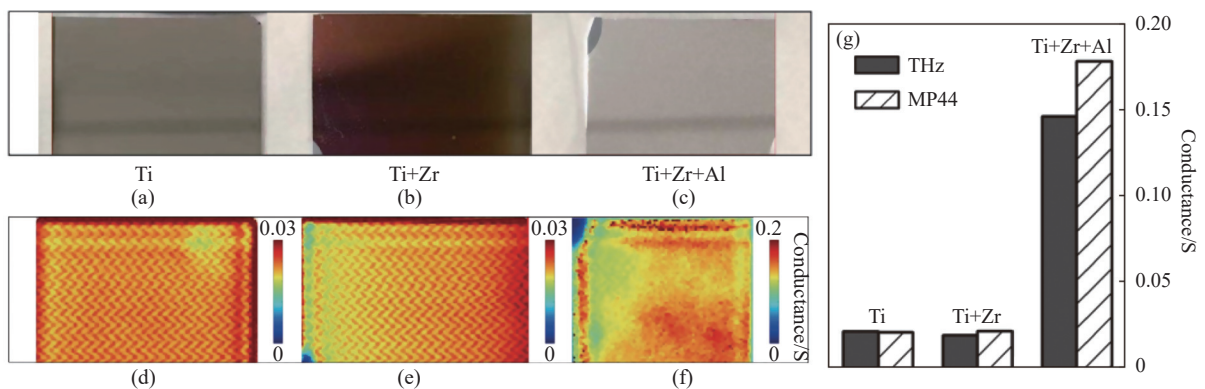 Ti
Ti+Zr
Ti+Zr+Al
(a)
(b)
(c)
0.03
0
0.03
0
0.2
0
Conductance/S
(d)
(e)
(f)
(g)
THz
MP44
Ti
Ti+Zr
Ti+Zr+Al
0.20
0.15
0.10
0.05
0
Conductance/S